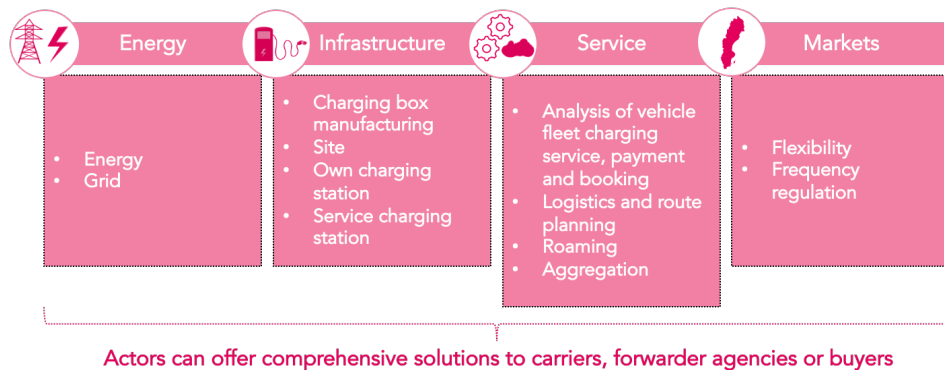 Energy
Infrastructure
Service
Markets
• Energy
• Grid
• Charging box
manufacturing
• Site
• Own charging
station
• Service charging
station
• Analysis of vehicle
fleet charging
service, payment
and booking
• Logistics and route
planning
• Roaming
• Aggregation
• Flexibility
• Frequency
regulation
Actors can offer comprehensive solutions to carriers, forwarder agencies or buyers